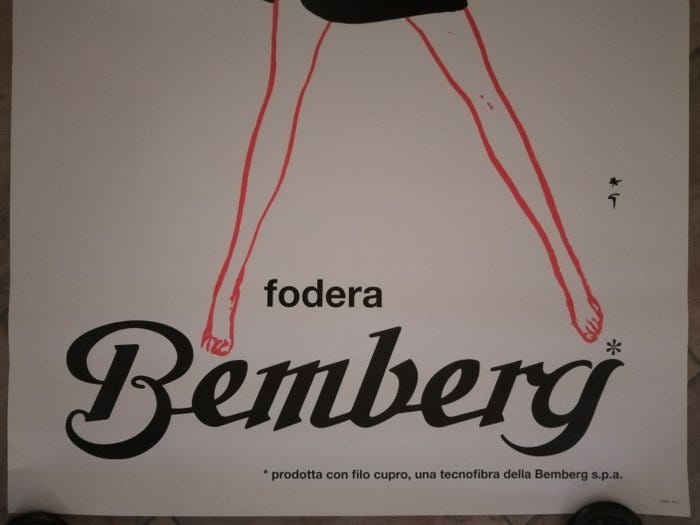 fodera
Bemberg*
* prodotta con filo cupro, una tecnofibra della Bemberg s.p.a.